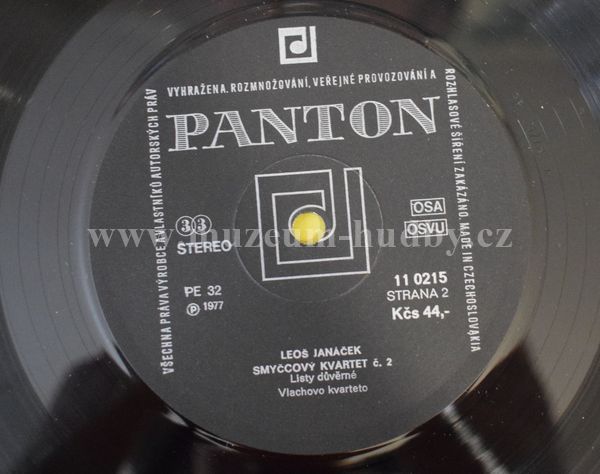 VŠECHNA PRÁVA VÝROBCE A VLASTNÍKŮ AUTORSKÝCH PRÁV
VYHRAŽENA. ROZMNOŽOVÁNÍ, VEŘEJNÉ PROVOZOVÁNÍ A
ROZHLASOVÉ ŠÍŘENÍ ZAKÁZÁNO. MADE IN CZECHOSLOVAKIA
PANTON
33
STEREO
OSA
OSVU
www.muzeum-hudby.cz
PE 32
℗ 1977
11 0215
STRANA 2
Kčs 44,-
LEOŠ JANÁČEK
SMYČCOVÝ KVARTET č. 2
Listy důvěrné
Vlachovo kvarteto